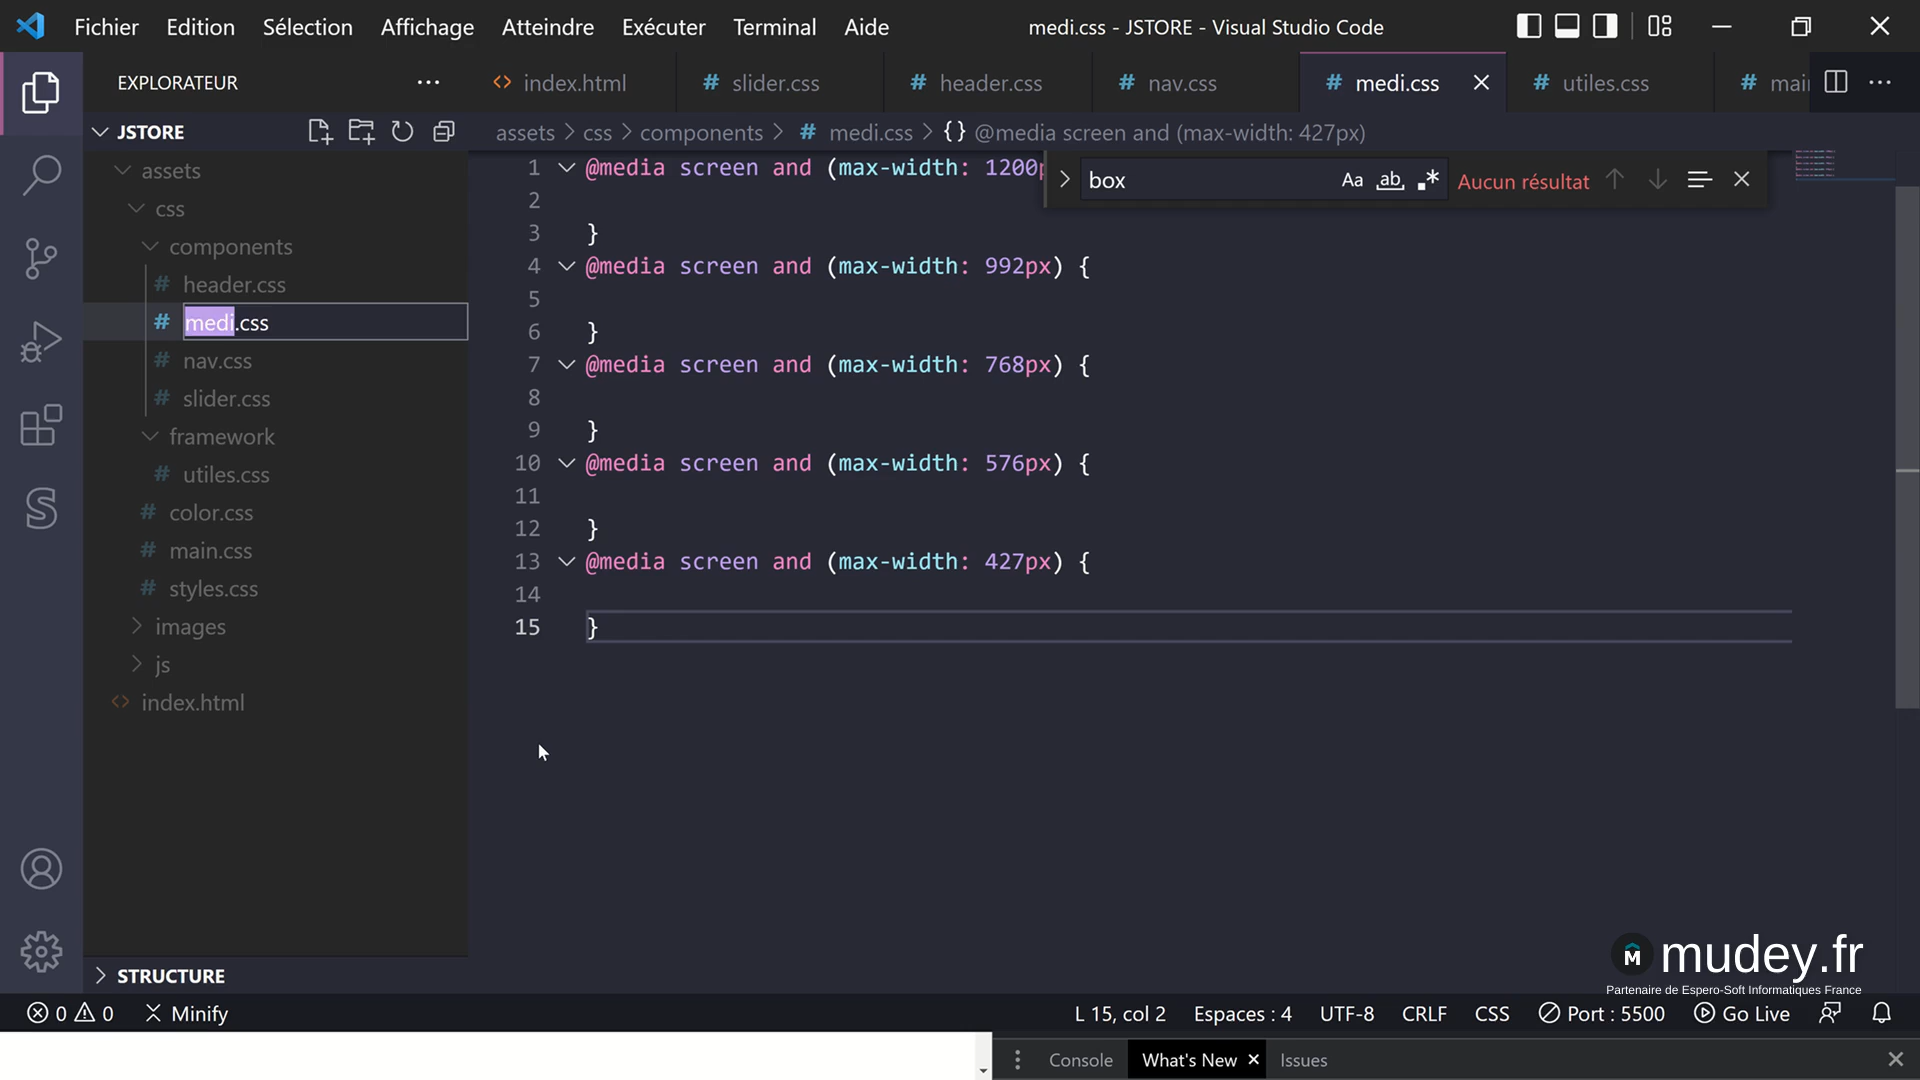 Fichier Edition Sélection Affichage Atteindre Exécuter Terminal Aide medi.css - JSTORE - Visual Studio Code
EXPLORATEUR
index.html # slider.css # header.css # nav.css # medi.css # utiles.css #
JSTORE
assets > css > components > # medi.css > {} @media screen and (max-width: 427px)
assets
css
components
# header.css
# medi.css
# nav.css
# slider.css
framework
# utiles.css
# color.css
# main.css
# styles.css
images
js
index.html
STRUCTURE
1 @media screen and (max-width: 1200
2
3 }
4 @media screen and (max-width: 992px) {
5
6 }
7 @media screen and (max-width: 768px) {
8
9 }
10 @media screen and (max-width: 576px) {
11
12 }
13 @media screen and (max-width: 427px) {
14
15 }
box Aa ab .* Aucun résultat
mudey.fr
Partenaire de Espero-Soft Informatiques France
0 0 Minify L 15, col 2 Espaces : 4 UTF-8 CRLF CSS Port : 5500 Go Live
Console What's New Issues